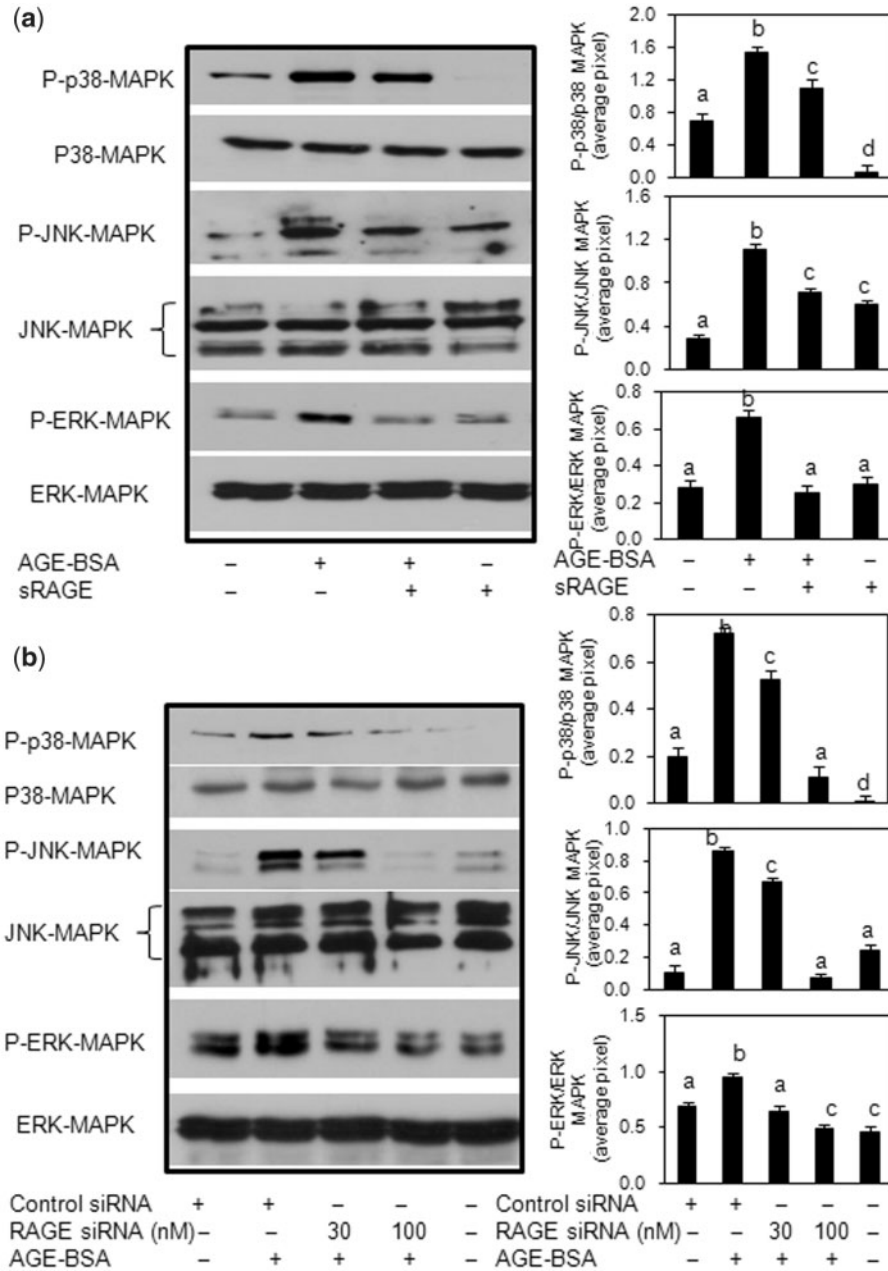 (a)
P-p38-MAPK
P38-MAPK
P-JNK-MAPK
JNK-MAPK
P-ERK-MAPK
ERK-MAPK
AGE-BSA – + + –
sRAGE – – + +
P-p38/p38 MAPK
(average pixel)
2.0
1.6
1.2
0.8
0.4
0.0
a b c d
P-JNK/JNK MAPK
(average pixel)
1.6
1.2
0.8
0.4
0.0
a b c c
P-ERK/ERK MAPK
(average pixel)
0.8
0.6
0.4
0.2
0.0
a b a a
AGE-BSA – + + –
sRAGE – – + +
(b)
P-p38-MAPK
P38-MAPK
P-JNK-MAPK
JNK-MAPK
P-ERK-MAPK
ERK-MAPK
Control siRNA + + – – –
RAGE siRNA (nM) – – 30 100 –
AGE-BSA – + + + –
P-p38/p38 MAPK
(average pixel)
0.8
0.6
0.4
0.2
0.0
a b c a d
P-JNK/JNK MAPK
(average pixel)
1.0
0.8
0.6
0.4
0.2
0.0
a b c a a
P-ERK/ERK
MAPK
(average pixel)
1.5
1.0
0.5
0.0
a b a c c
Control siRNA + + – – –
RAGE siRNA (nM) – – 30 100 –
AGE-BSA – + + + –